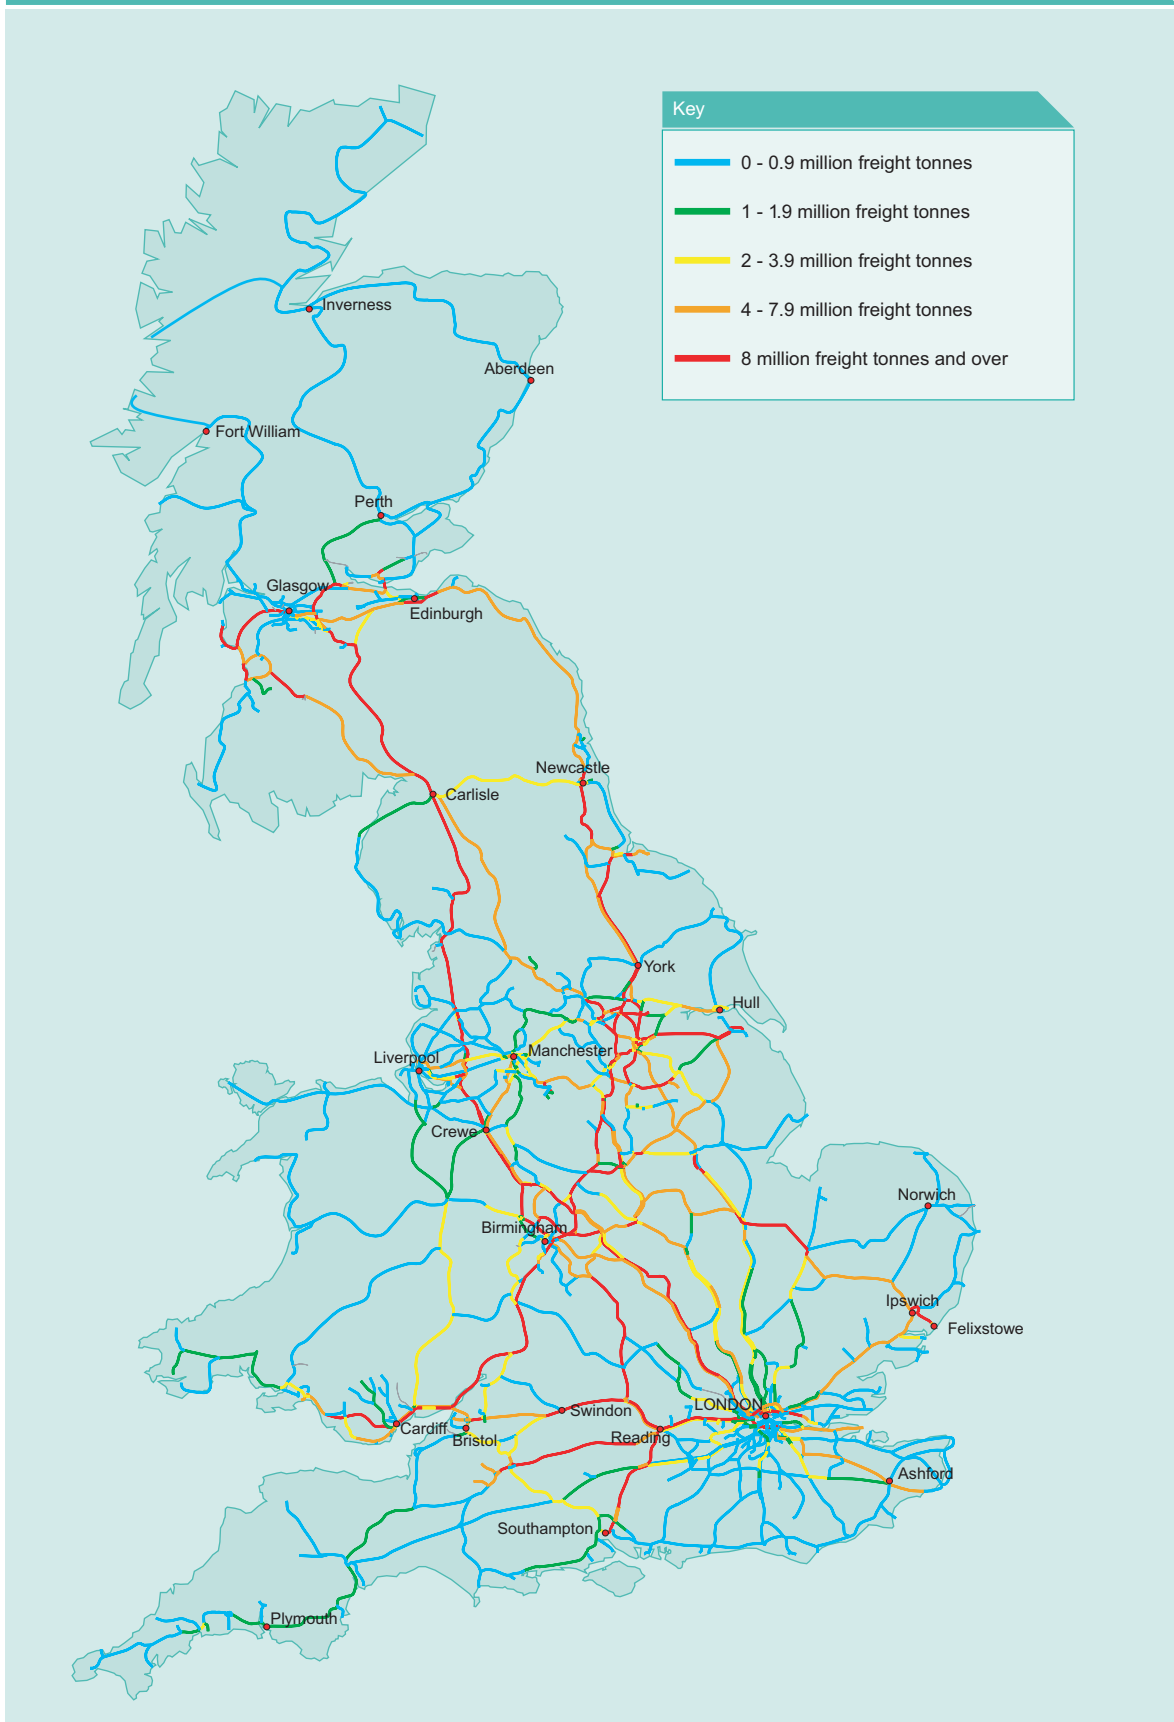 Key
0 - 0.9 million freight tonnes
1 - 1.9 million freight tonnes
2 - 3.9 million freight tonnes
4 - 7.9 million freight tonnes
8 million freight tonnes and over
Inverness
Aberdeen
Fort William
Perth
Glasgow
Edinburgh
Newcastle
Carlisle
York
Hull
Manchester
Liverpool
Crewe
Norwich
Birmingham
Ipswich
Felixstowe
LONDON
Swindon
Cardiff
Reading
Bristol
Ashford
Southampton
Plymouth